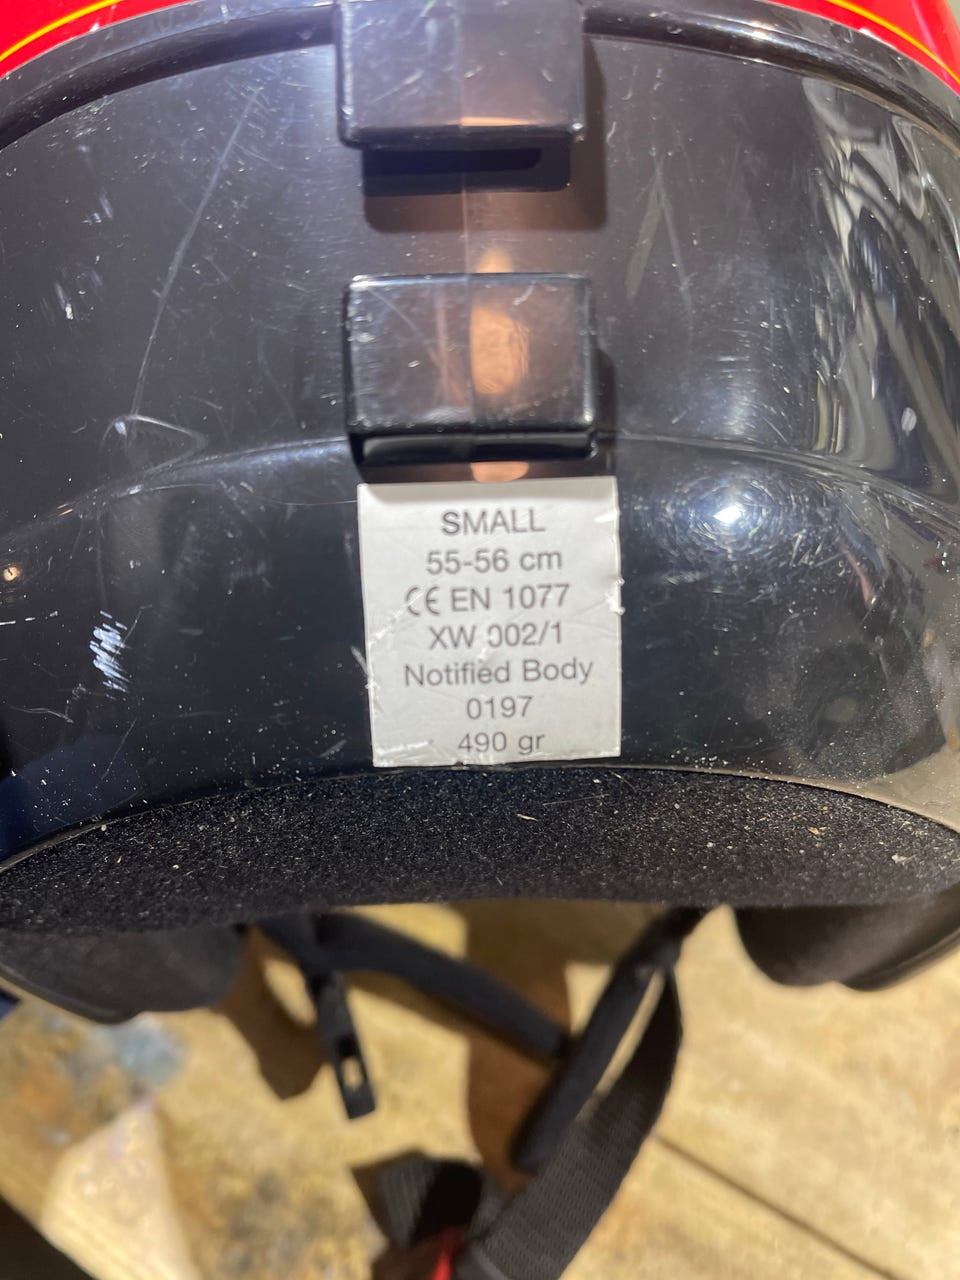 SMALL
55-56 cm
CE EN 1077
XW 002/1
Notified Body
0197
490 gr